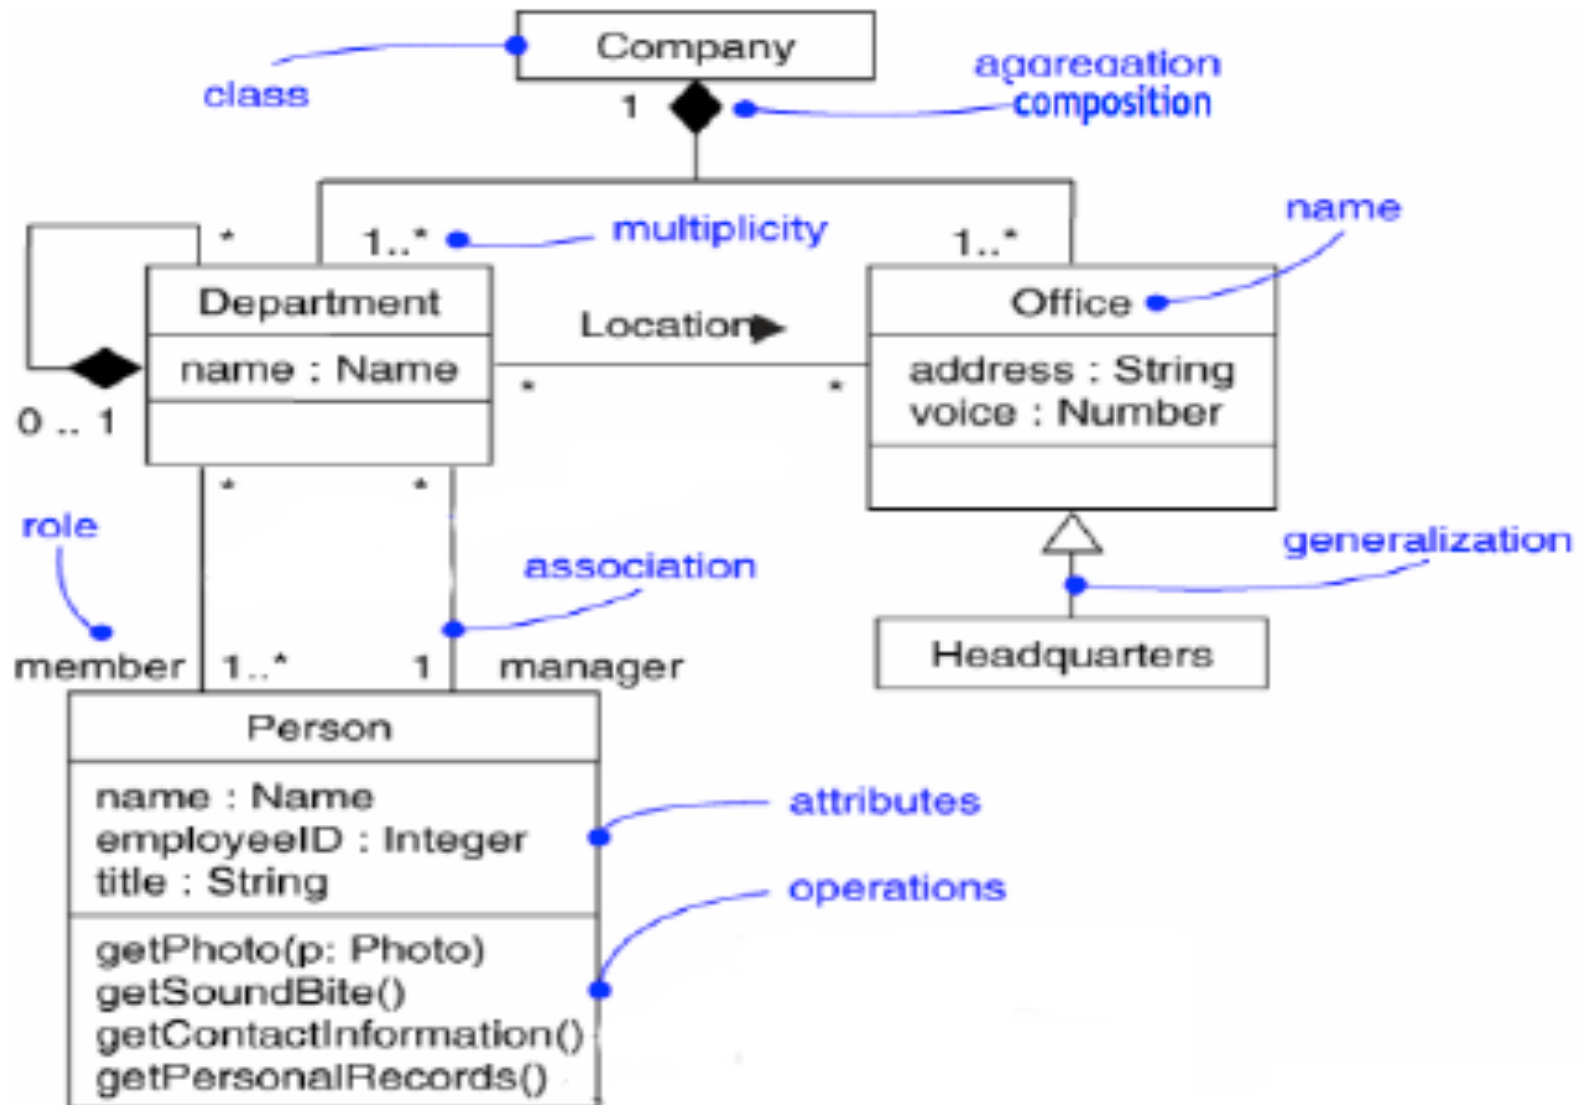 Company
class
aggregation
composition
1
multiplicity
name
*
1..*
1..*
Department
name : Name
Location
Office
address : String
voice : Number
*
*
0 .. 1
*
*
role
association
generalization
member
1..*
1
manager
Headquarters
Person
name : Name
employeeID : Integer
title : String
attributes
operations
getPhoto(p: Photo)
getSoundBite()
getContactInformation()
getPersonalRecords()